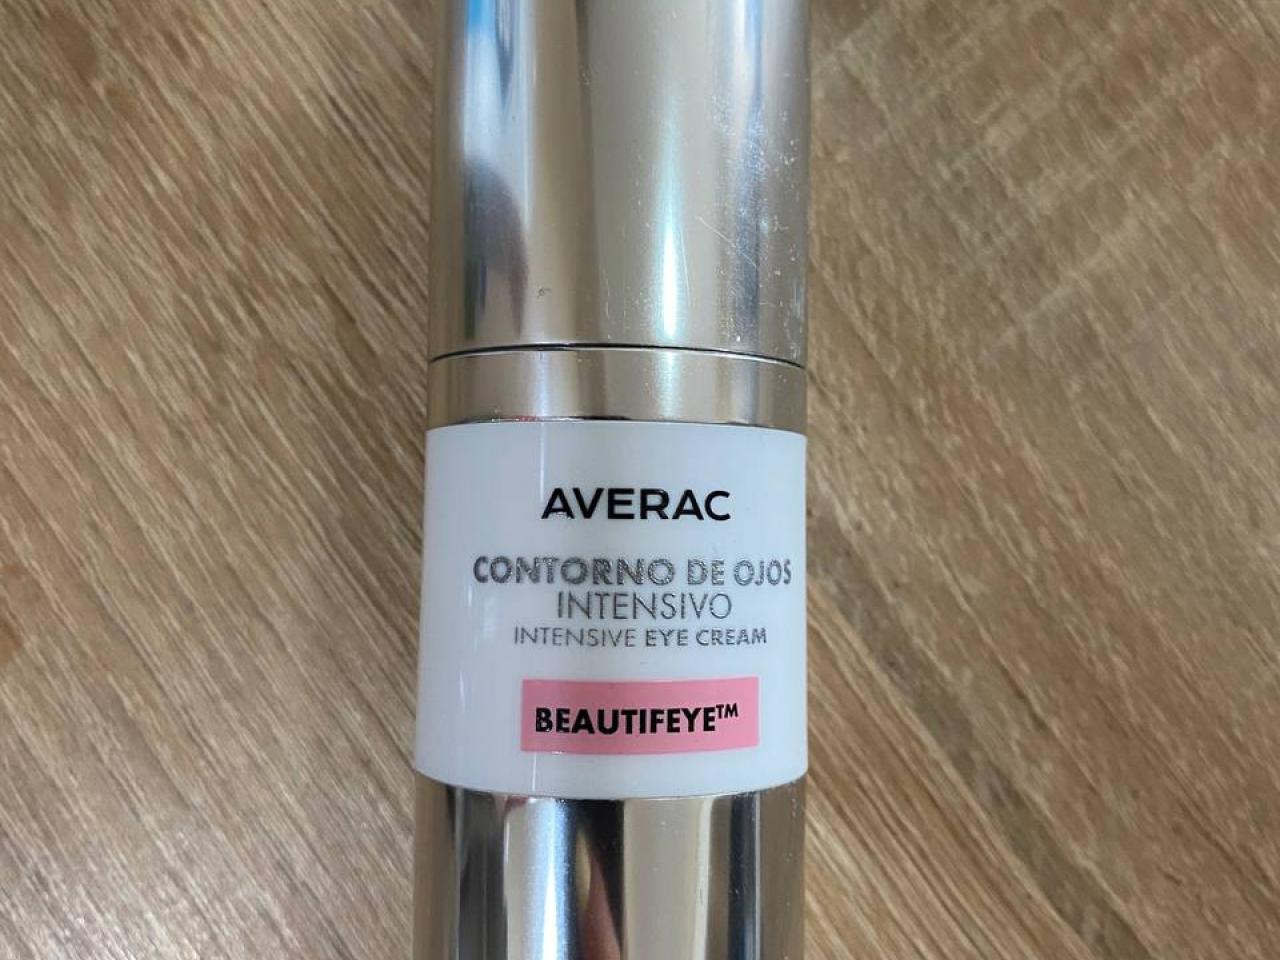 AVERAC
CONTORNO DE OJOS
INTENSIVO
INTENSIVE EYE CREAM
BEAUTIFEYE™